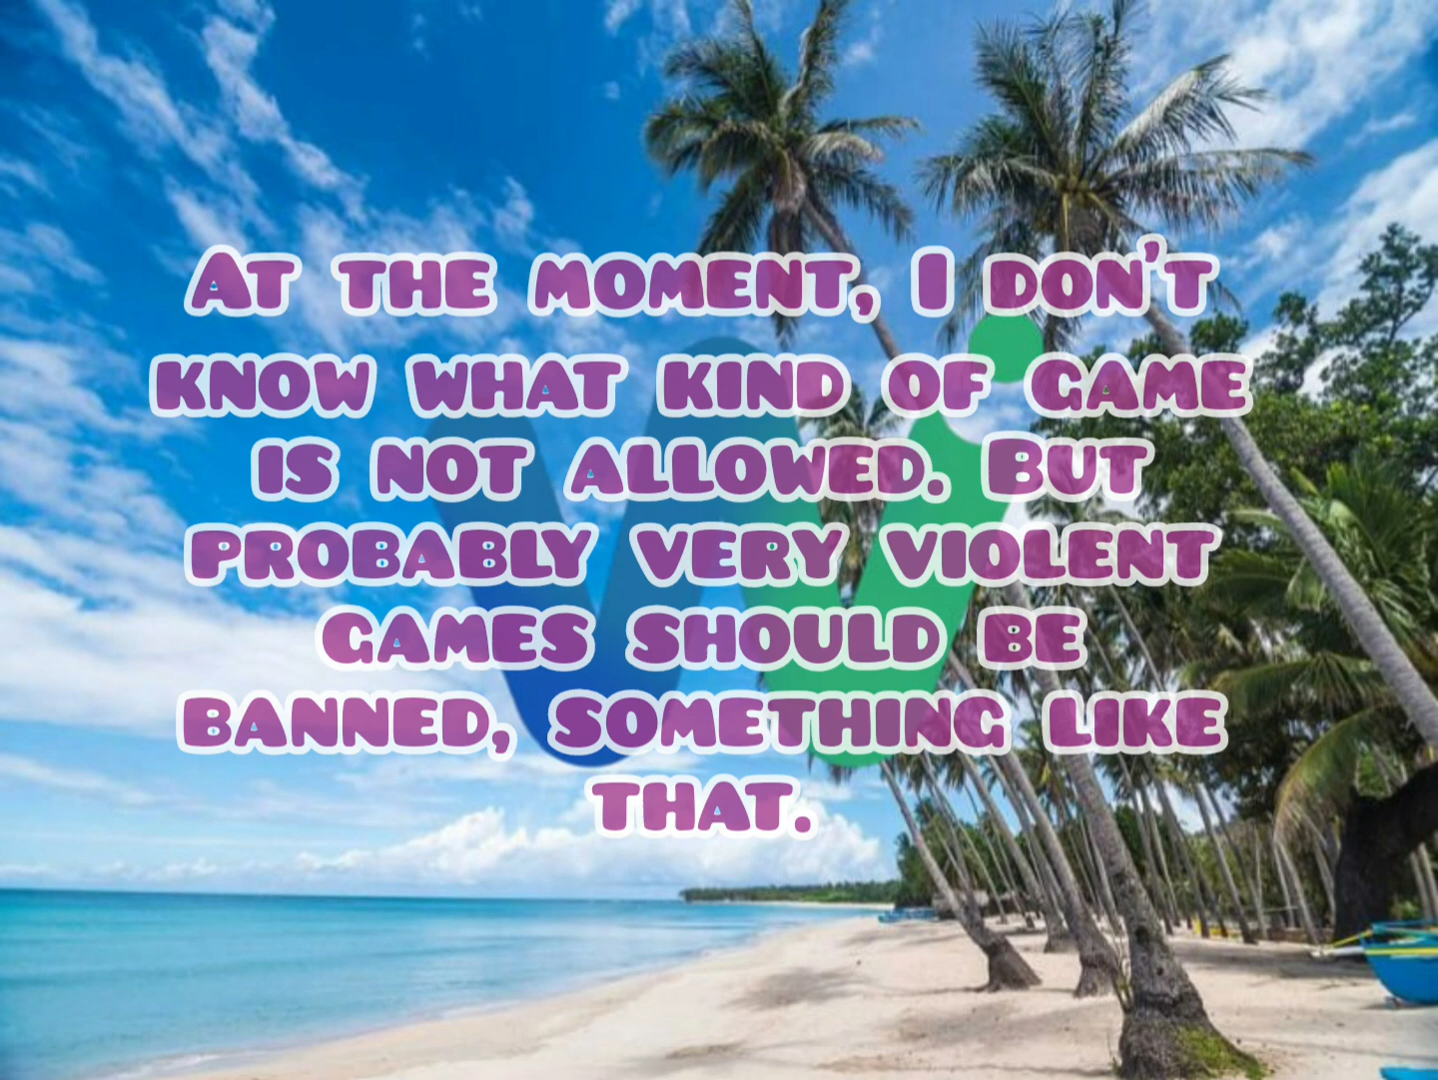 At the moment, I don't
know what kind of game
is not allowed. But
probably very violent
games should be
banned, something like
that.